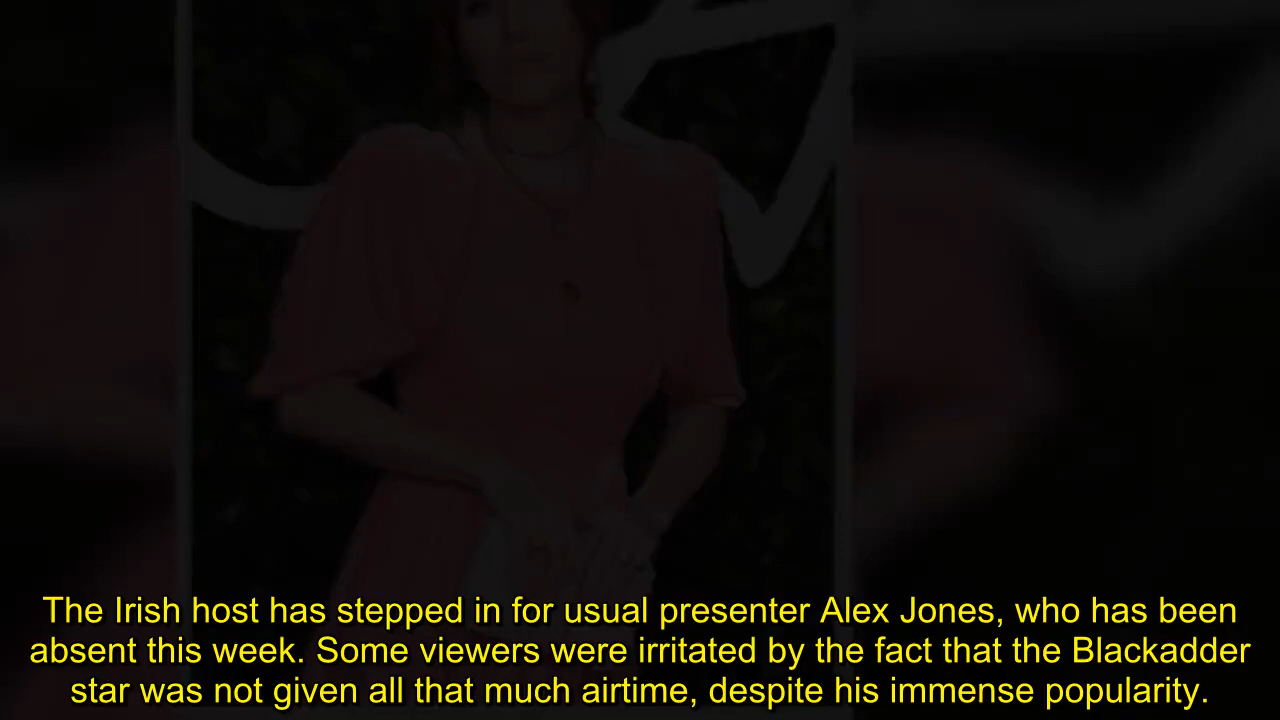 The Irish host has stepped in for usual presenter Alex Jones, who has been
absent this week. Some viewers were irritated by the fact that the Blackadder
star was not given all that much airtime, despite his immense popularity.